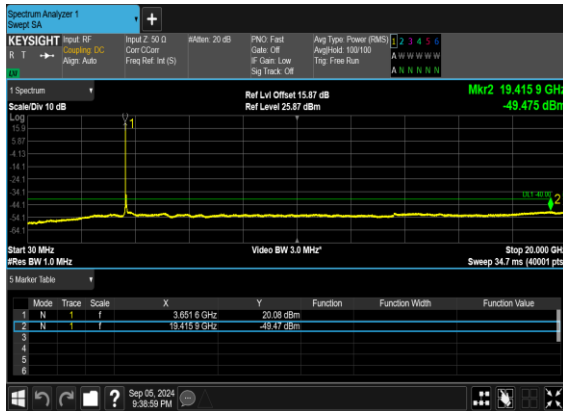 Spectrum Analyzer 1
Swept SA
KEYSIGHT Input: RF Input Z: 50 Ω #Atten: 20 dB PNO: Fast Avg Type: Power (RMS) 1 2 3 4 5 6
R T Coupling: DC Corr CCorr Gate: Off Avg|Hold: 100/100 A W W W W W
Align: Auto Freq Ref: Int (S) IF Gain: Low Trig: Free Run
LXI Sig Track: Off A N N N N N
1 Spectrum Ref Lvl Offset 15.87 dB Mkr2 19.415 9 GHz
Scale/Div 10 dB Ref Level 25.87 dBm -49.475 dBm
Log
15.9
5.87
-4.13
-14.1
-24.1
-34.1
-44.1
-54.1
-64.1
1
2
Start 30 MHz Video BW 3.0 MHz* Stop 20.000 GHz
#Res BW 1.0 MHz Sweep 34.7 ms (40001 pts)
5 Marker Table
Mode Trace Scale X Y Function Function Width Function Value
1 N 1 f 3.651 6 GHz 20.08 dBm
2 N 1 f 19.415 9 GHz -49.47 dBm
3
4
5
6
? Sep 05, 2024
9:38:59 PM